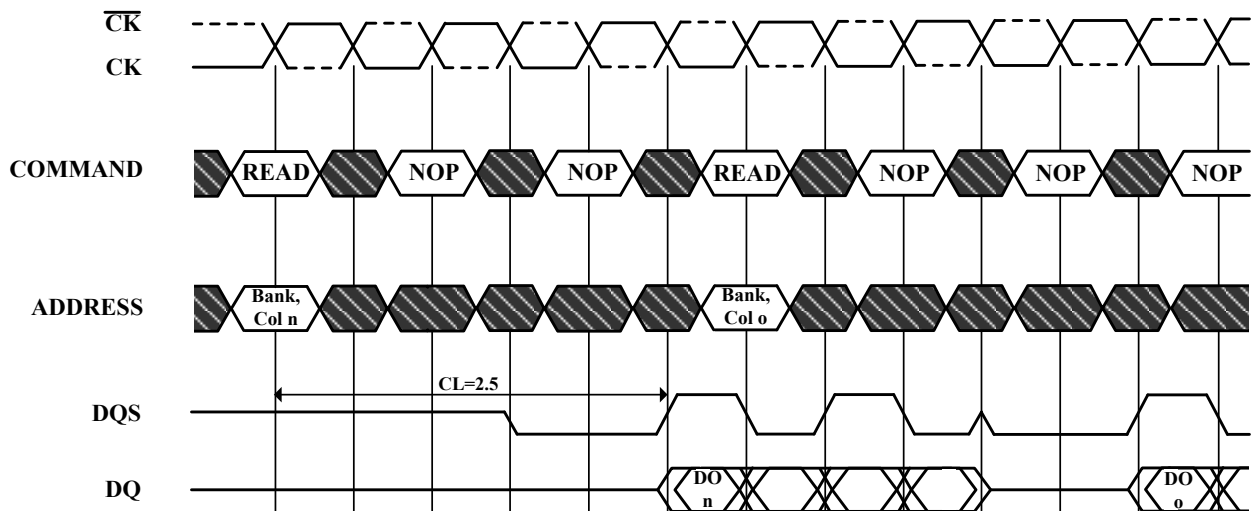 C̅K̅
CK
COMMAND
READ
NOP
NOP
READ
NOP
NOP
NOP
ADDRESS
Bank,
Col n
Bank,
Col o
CL=2.5
DQS
DQ
DO
n
DO
o